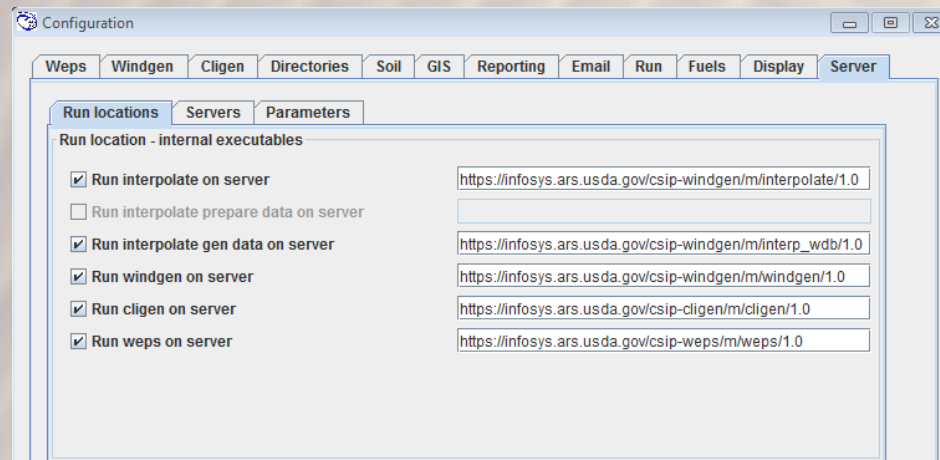 Configuration
Weps Windgen Cligen Directories Soil GIS Reporting Email Run Fuels Display Server
Run locations Servers Parameters
Run location - internal executables
Run interpolate on server https://infosys.ars.usda.gov/csip-windgen/m/interpolate/1.0
Run interpolate prepare data on server
Run interpolate gen data on server https://infosys.ars.usda.gov/csip-windgen/m/interp_wdb/1.0
Run windgen on server https://infosys.ars.usda.gov/csip-windgen/m/windgen/1.0
Run cligen on server https://infosys.ars.usda.gov/csip-cligen/m/cligen/1.0
Run weps on server https://infosys.ars.usda.gov/csip-weps/m/weps/1.0